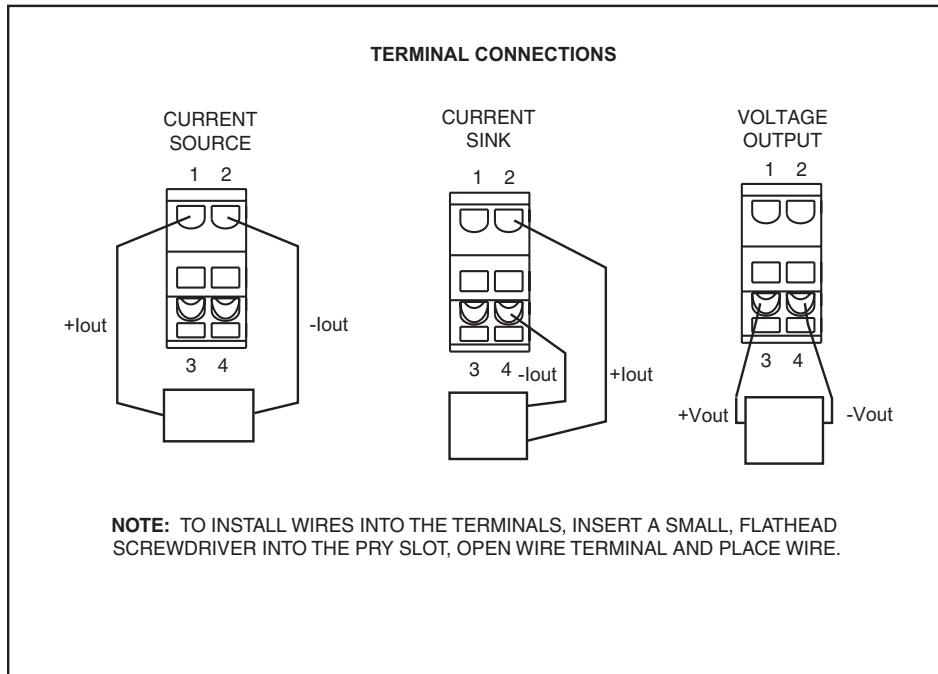 TERMINAL CONNECTIONS
CURRENT
SOURCE
1 2
+Iout
-Iout
3 4
CURRENT
SINK
1 2
3 4
-Iout
+Iout
VOLTAGE
OUTPUT
1 2
3 4
+Vout
-Vout
NOTE: TO INSTALL WIRES INTO THE TERMINALS, INSERT A SMALL, FLATHEAD
SCREWDRIVER INTO THE PRY SLOT, OPEN WIRE TERMINAL AND PLACE WIRE.